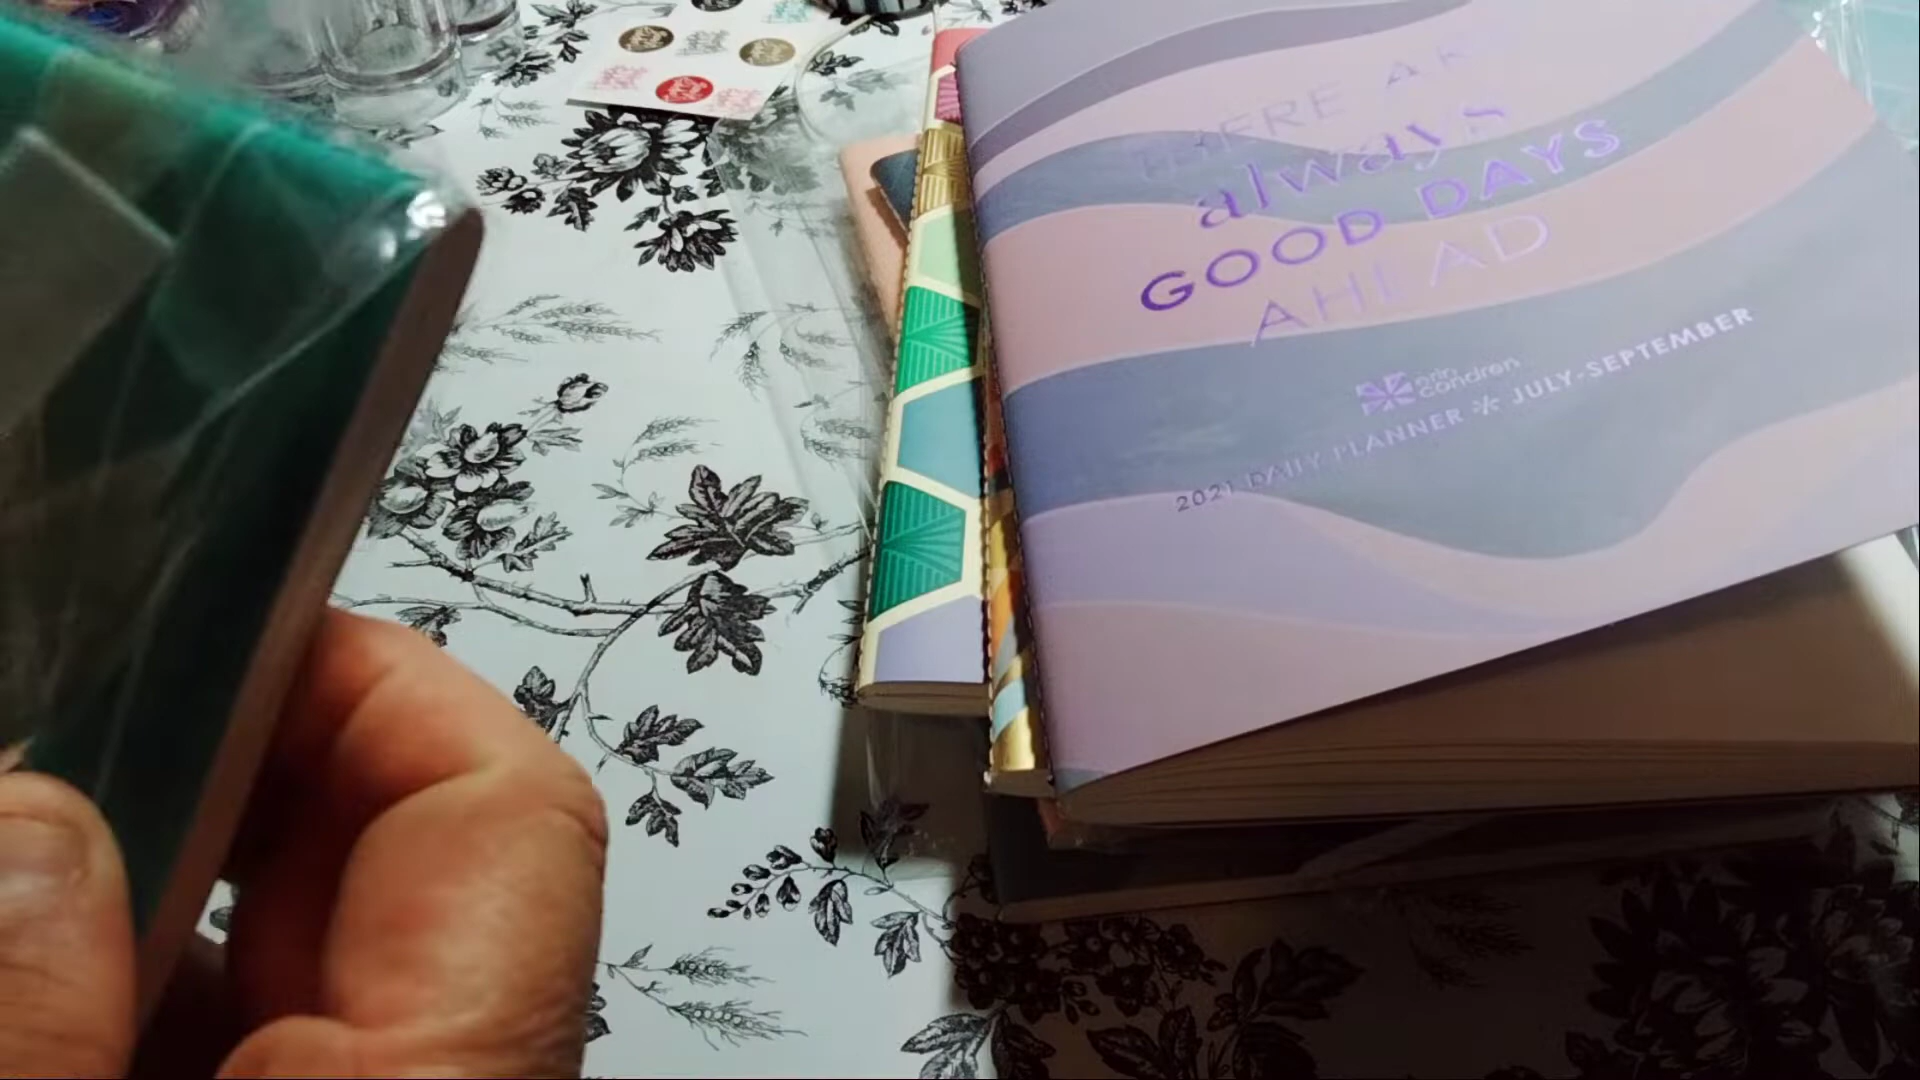 THERE ARE
always
GOOD DAYS
AHEAD
erin
condren
2021 DAILY PLANNER * JULY-SEPTEMBER